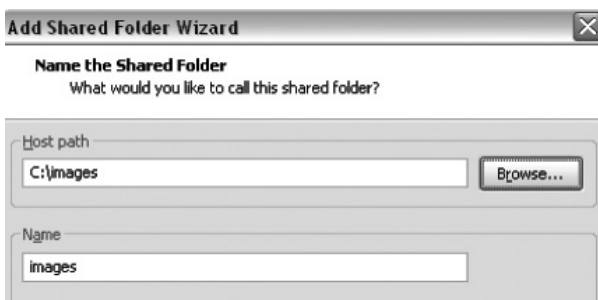 Add Shared Folder Wizard
Name the Shared Folder
What would you like to call this shared folder?
Host path
C:\images
Browse...
Name
images